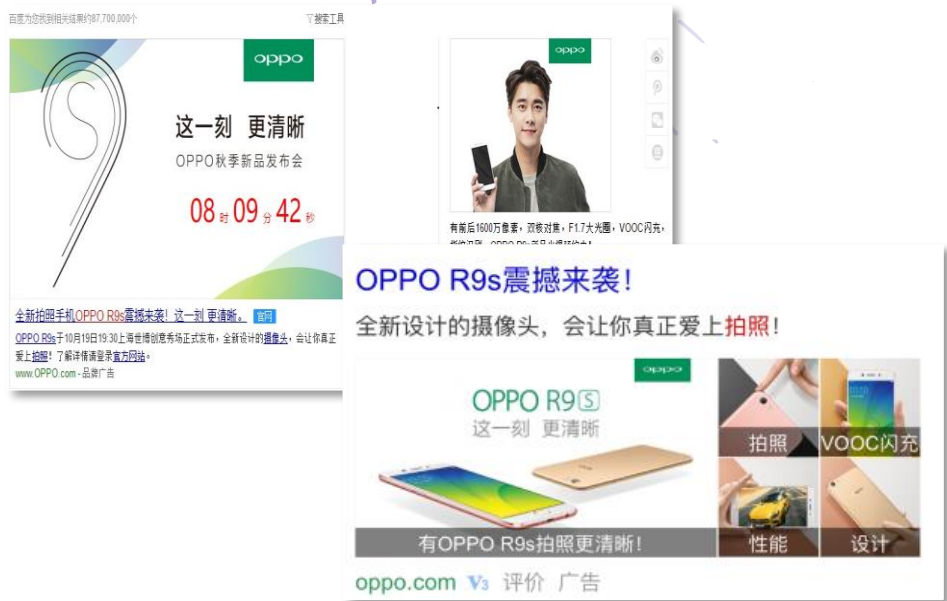 百度为您找到相关结果约87,700,000个
搜索工具
oppo
这一刻 更清晰
OPPO秋季新品发布会
08时09分42秒
全新拍照手机OPPO R9s震撼来袭！这一刻 更清晰。 官网
OPPO R9s于10月19日19:30上海世博创意秀场正式发布，全新设计的摄像头，会让你真正
爱上拍照！了解详情请登录官方网站。
www.OPPO.com - 品牌广告
oppo
有前后1600万像素，双核对焦，F1.7大光圈，VOOC闪充，
OPPO R9s震撼来袭！
全新设计的摄像头，会让你真正爱上拍照！
oppo
OPPO R9s
这一刻 更清晰
有OPPO R9s拍照更清晰！
拍照
VOOC闪充
性能
设计
oppo.com V3 评价 广告